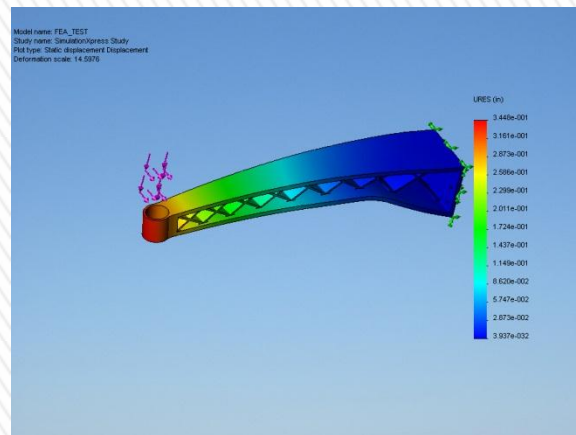 Model name: FEA_TEST
Study name: SimulationXpress Study
Plot type: Static displacement Displacement
Deformation scale: 14.5976
URES (in)
3.448e-001
3.161e-001
2.873e-001
2.586e-001
2.299e-001
2.011e-001
1.724e-001
1.437e-001
1.149e-001
8.620e-002
5.747e-002
2.873e-002
3.937e-032